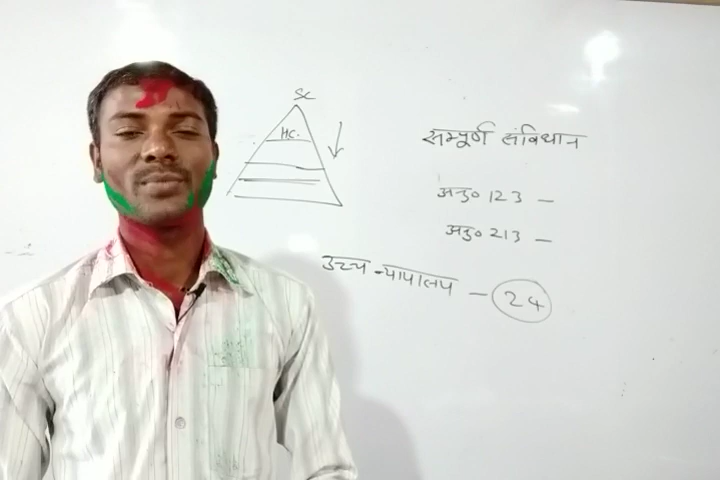 SC
HC.
सम्पूर्ण संविधान
अनु० 123 –
अनु० 213 –
उच्च न्यायालय – 24